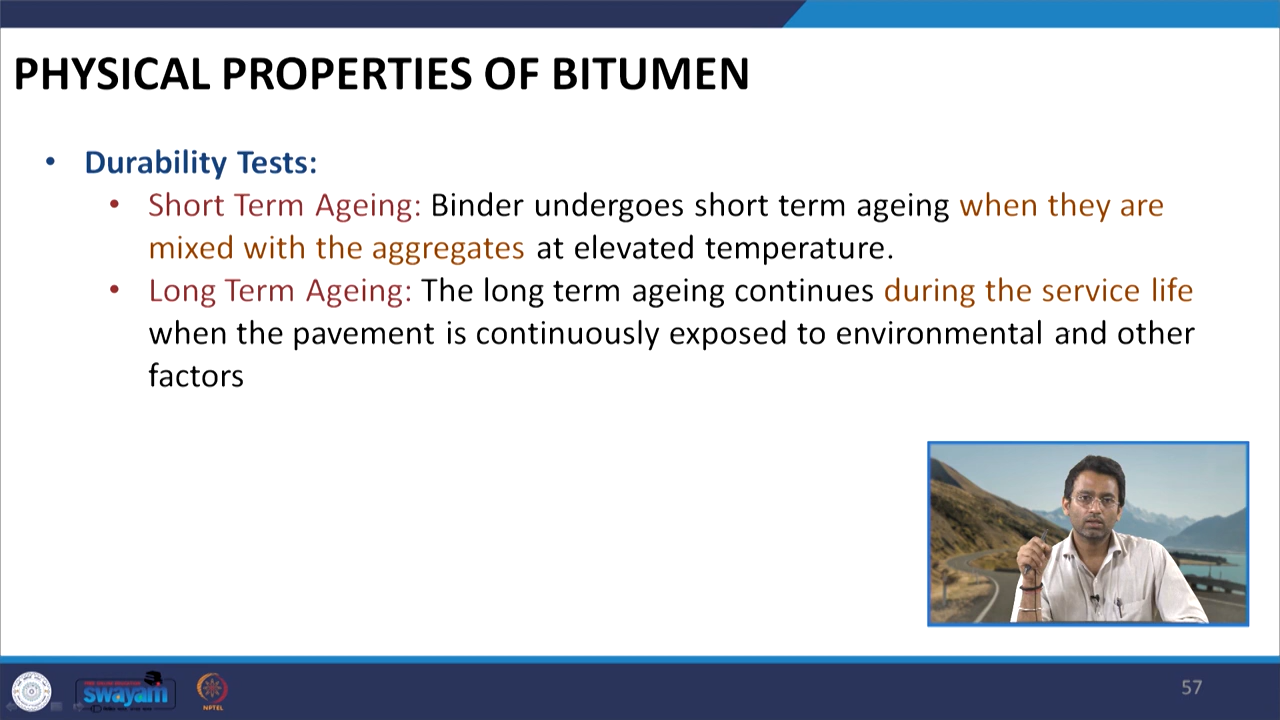 PHYSICAL PROPERTIES OF BITUMEN
• Durability Tests:
• Short Term Ageing: Binder undergoes short term ageing when they are
mixed with the aggregates at elevated temperature.
• Long Term Ageing: The long term ageing continues during the service life
when the pavement is continuously exposed to environmental and other
factors
swayam
NPTEL
57